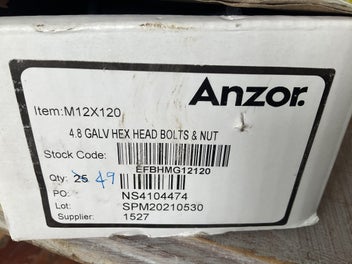 Anzor.
Item:M12X120
4.8 GALV HEX HEAD BOLTS & NUT
Stock Code:
EFBHMG12120
Qty: 25 49
PO: NS4104474
Lot: SPM20210530
Supplier: 1527